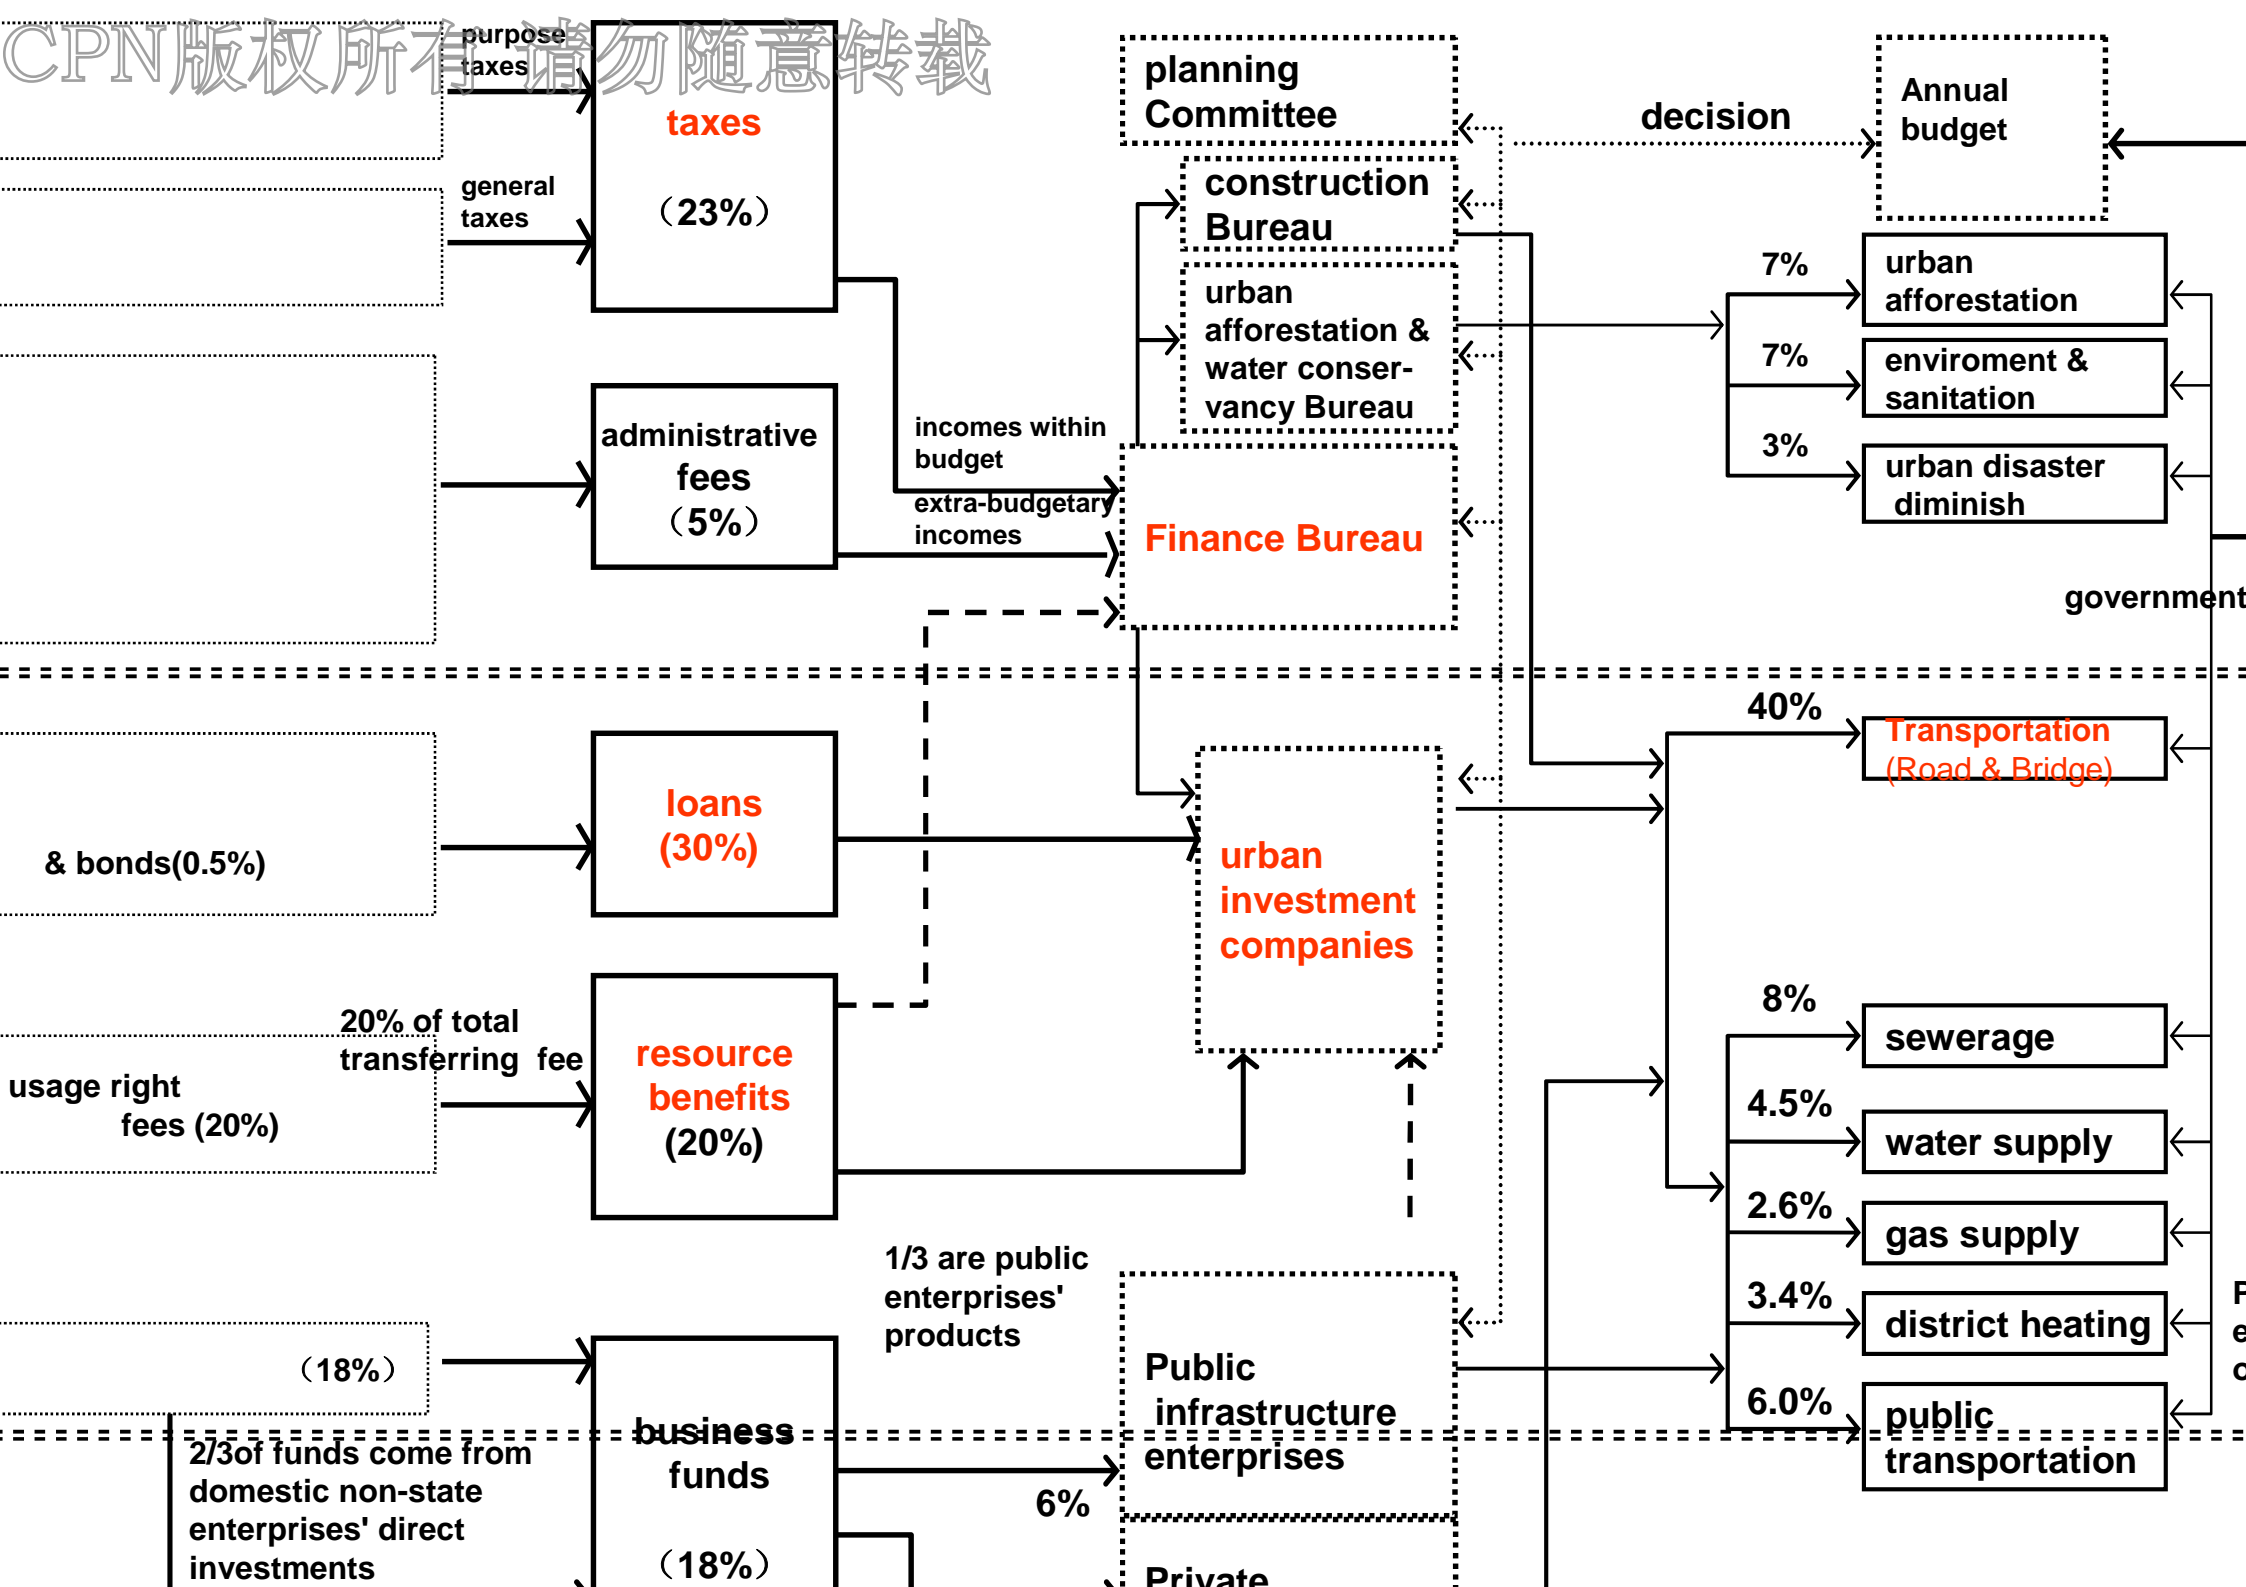 CPN版权所有 请勿随意转载
purpose
taxes
general
taxes
taxes
（23%）
administrative
fees
（5%）
incomes within
budget
extra-budgetary
incomes
planning
Committee
construction
Bureau
urban
afforestation &
water conser-
vancy Bureau
Finance Bureau
decision
Annual
budget
7%
urban
afforestation
7%
enviroment &
sanitation
3%
urban disaster
diminish
government
& bonds(0.5%)
loans
(30%)
urban
investment
companies
40%
Transportation
(Road & Bridge)
20% of total
transferring fee
usage right
fees (20%)
resource
benefits
(20%)
8%
sewerage
4.5%
water supply
2.6%
gas supply
3.4%
district heating
6.0%
public
transportation
1/3 are public
enterprises'
products
（18%）
2/3of funds come from
domestic non-state
enterprises' direct
investments
business
funds
（18%）
6%
Public
infrastructure
enterprises
Private